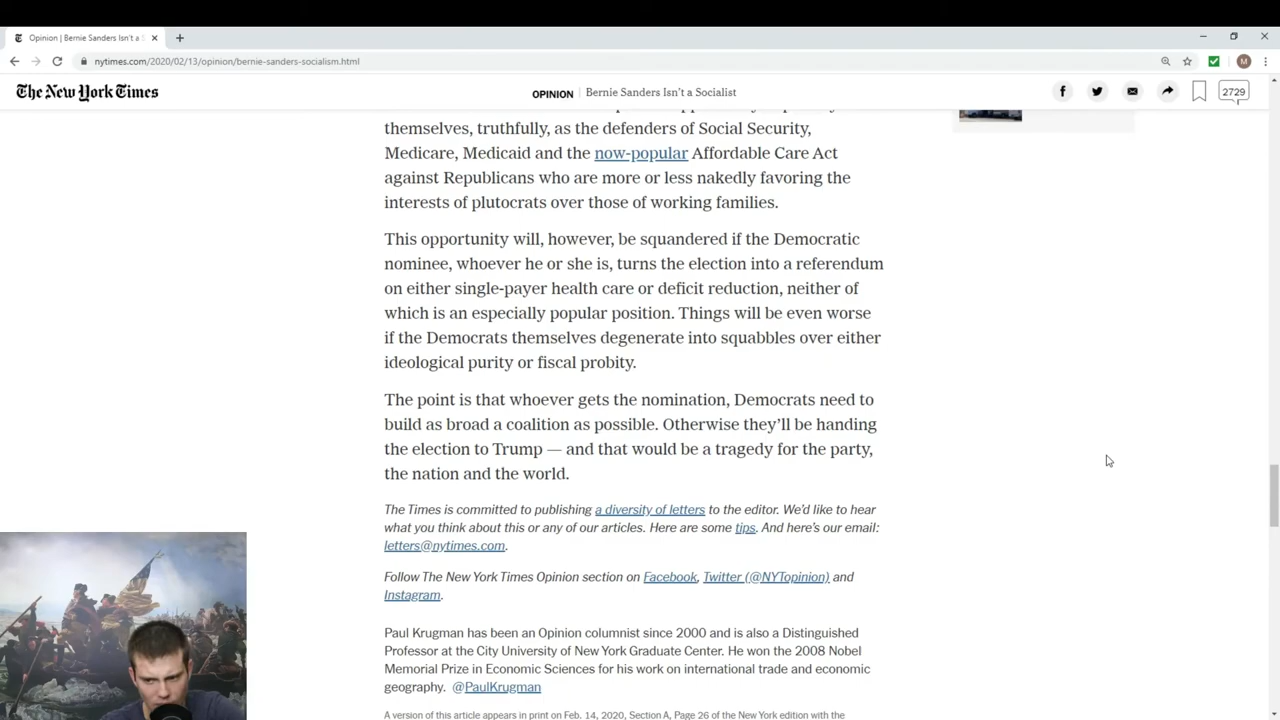 Opinion | Bernie Sanders Isn't a S
nytimes.com/2020/02/13/opinion/bernie-sanders-socialism.html
M
The New York Times
OPINION | Bernie Sanders Isn't a Socialist
2729
themselves, truthfully, as the defenders of Social Security,
Medicare, Medicaid and the now-popular Affordable Care Act
against Republicans who are more or less nakedly favoring the
interests of plutocrats over those of working families.
This opportunity will, however, be squandered if the Democratic
nominee, whoever he or she is, turns the election into a referendum
on either single-payer health care or deficit reduction, neither of
which is an especially popular position. Things will be even worse
if the Democrats themselves degenerate into squabbles over either
ideological purity or fiscal probity.
The point is that whoever gets the nomination, Democrats need to
build as broad a coalition as possible. Otherwise they'll be handing
the election to Trump — and that would be a tragedy for the party,
the nation and the world.
The Times is committed to publishing a diversity of letters to the editor. We'd like to hear
what you think about this or any of our articles. Here are some tips. And here's our email:
letters@nytimes.com.
Follow The New York Times Opinion section on Facebook, Twitter (@NYTopinion) and
Instagram.
Paul Krugman has been an Opinion columnist since 2000 and is also a Distinguished
Professor at the City University of New York Graduate Center. He won the 2008 Nobel
Memorial Prize in Economic Sciences for his work on international trade and economic
geography. @PaulKrugman
A version of this article appears in print on Feb. 14, 2020, Section A, Page 26 of the New York edition with the